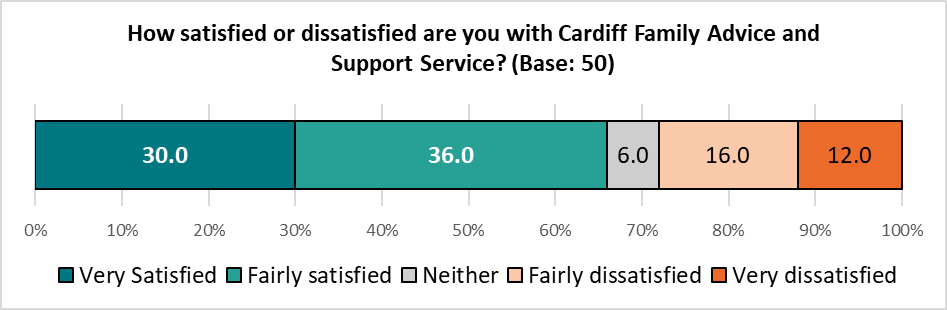 How satisfied or dissatisfied are you with Cardiff Family Advice and
Support Service? (Base: 50)
30.0 36.0 6.0 16.0 12.0
0% 10% 20% 30% 40% 50% 60% 70% 80% 90% 100%
Very Satisfied Fairly satisfied Neither Fairly dissatisfied Very dissatisfied